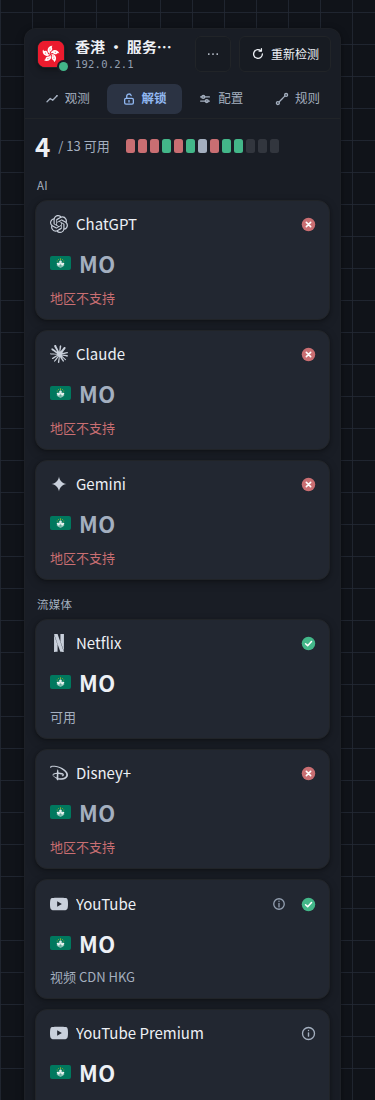 香港 • 服务…
192.0.2.1
… 重新检测
观测 解锁 配置 规则
4 / 13 可用
AI
ChatGPT
MO
地区不支持
Claude
MO
地区不支持
Gemini
MO
地区不支持
流媒体
Netflix
MO
可用
Disney+
MO
地区不支持
YouTube
MO
视频 CDN HKG
YouTube Premium
MO